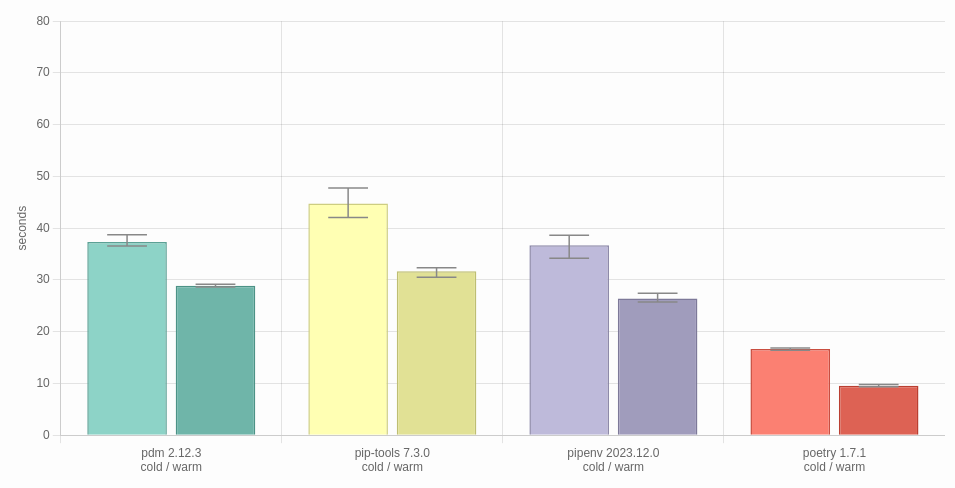 80
70
60
50
40
30
20
10
0
seconds
pdm 2.12.3
cold / warm
pip-tools 7.3.0
cold / warm
pipenv 2023.12.0
cold / warm
poetry 1.7.1
cold / warm